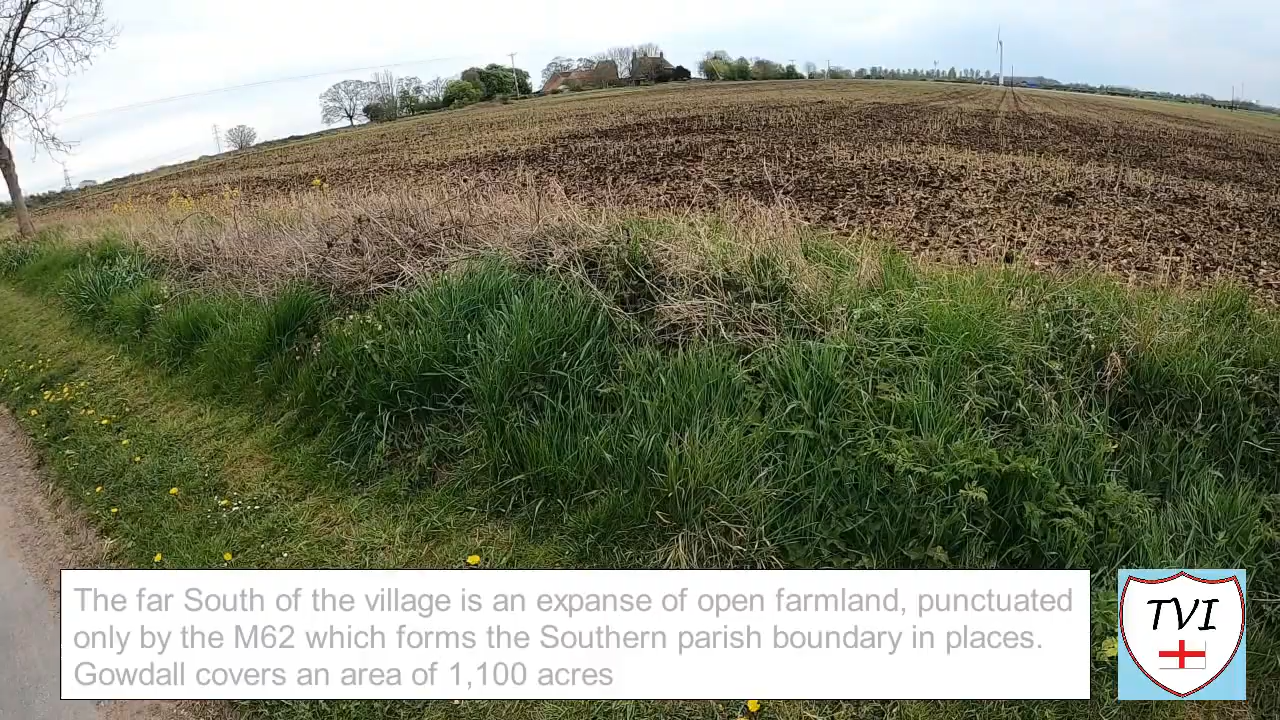 The far South of the village is an expanse of open farmland, punctuated
only by the M62 which forms the Southern parish boundary in places.
Gowdall covers an area of 1,100 acres
TVI